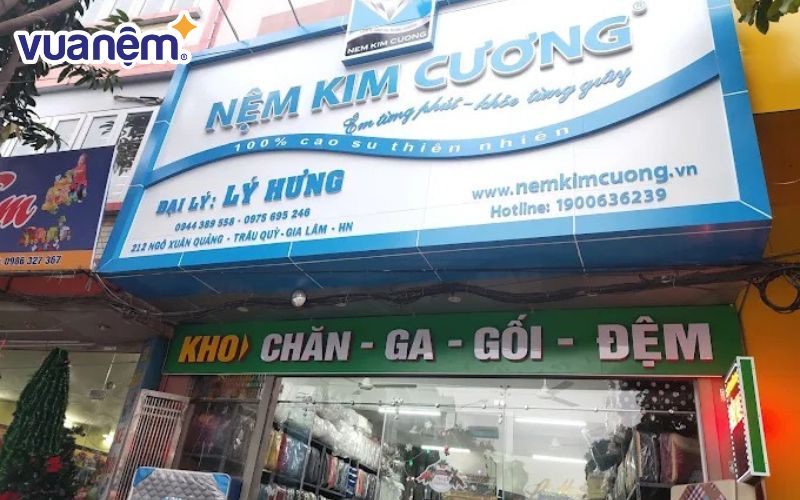 vuanệm
NỆM KIM CƯƠNG
NỆM KIM CƯƠNG®
Êm từng phút - khỏe từng giây
100% cao su thiên nhiên
ĐẠI LÝ: LÝ HƯNG
0944 389 558 - 0975 695 246
212 NGÔ XUÂN QUẢNG - TRÂU QUỲ - GIA LÂM - HN
www.nemkimcuong.vn
Hotline: 1900636239
0986 327 367
KHO CHĂN - GA - GỐI - ĐỆM